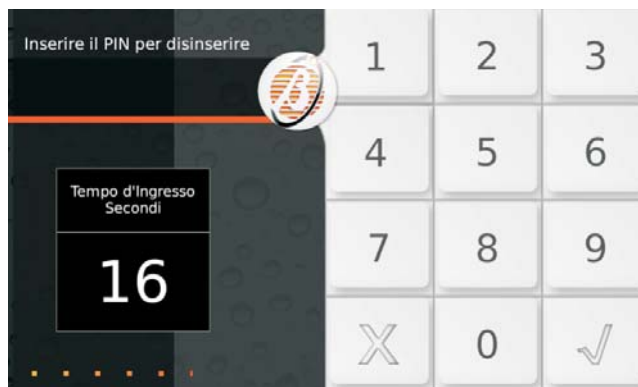 Inserire il PIN per disinserire
1 2 3
4 5 6
Tempo d'Ingresso
Secondi
16
7 8 9
X 0 √